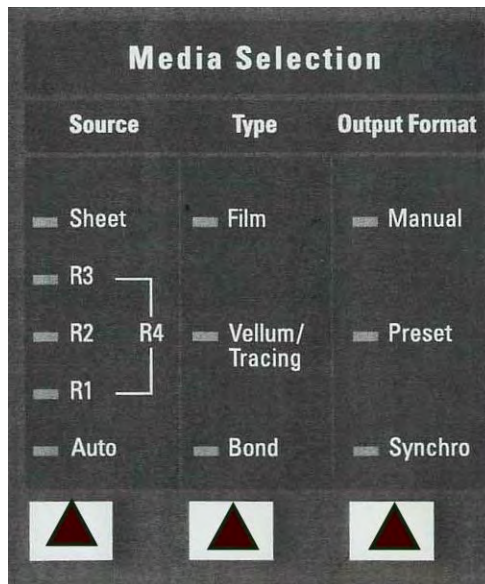 Media Selection
Source Type Output Format
Sheet Film Manual
R3
R2 R4 Vellum/ Preset
Tracing
R1
Auto Bond Synchro